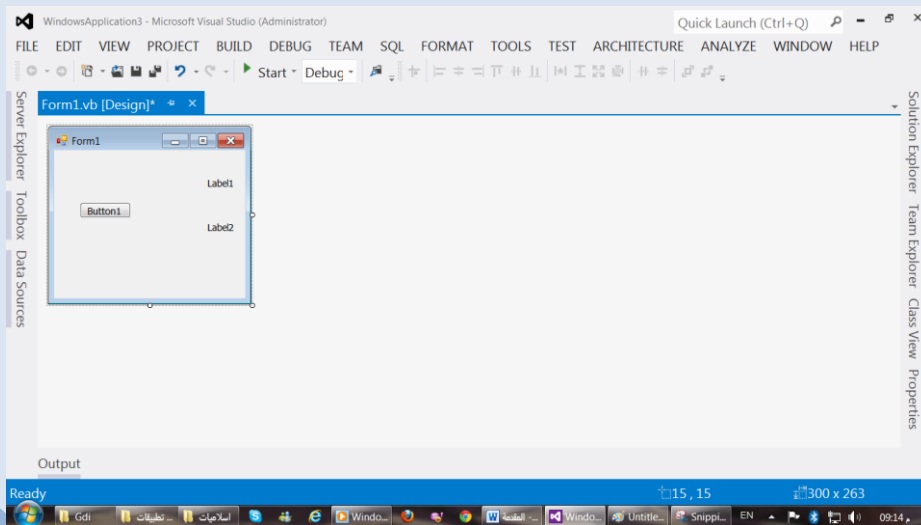 WindowsApplication3 - Microsoft Visual Studio (Administrator)
Quick Launch (Ctrl+Q)
FILE EDIT VIEW PROJECT BUILD DEBUG TEAM SQL FORMAT TOOLS TEST ARCHITECTURE ANALYZE WINDOW HELP
Start Debug
Server Explorer
Toolbox
Data Sources
Form1.vb [Design]*
Form1
Label1
Button1
Label2
Solution Explorer
Team Explorer
Class View
Properties
Output
Ready 15 , 15 300 x 263
Gdi تطبيقات ... اسلاميات Windo... المقدمة -... Windo... Untitle... Snippi... EN 09:14